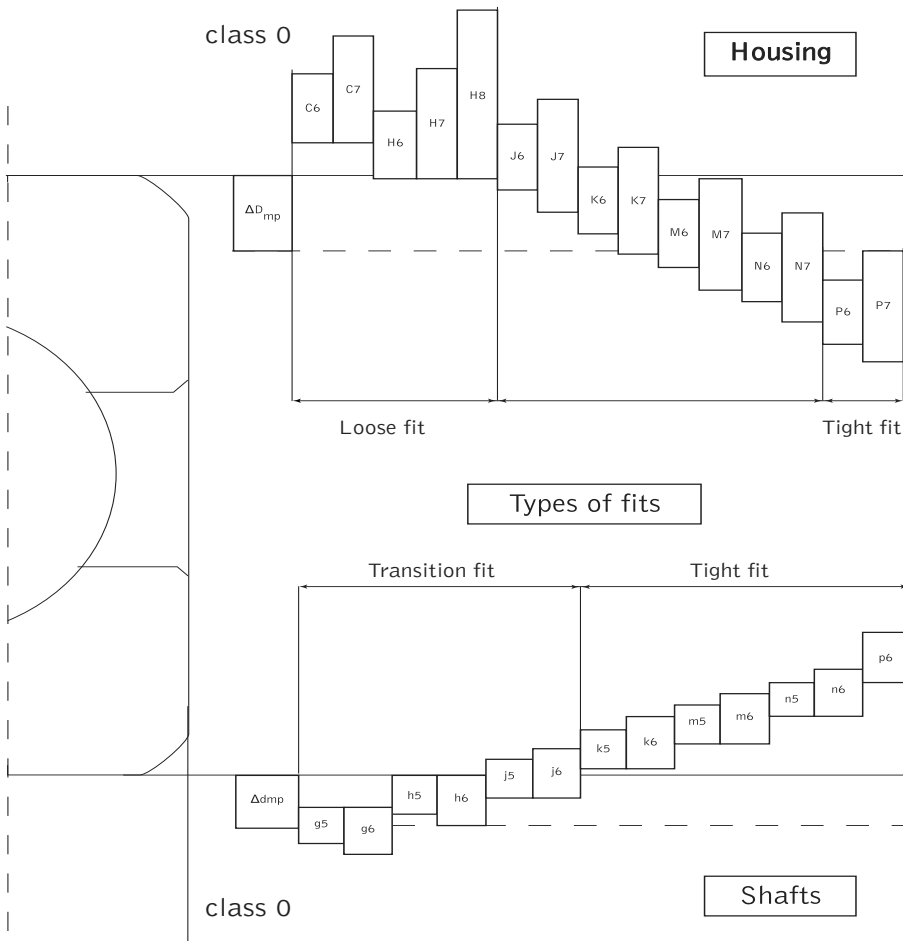 class 0
Housing
C6
C7
H6
H7
H8
J6
J7
K6
K7
M6
M7
N6
N7
P6
P7
ΔDmp
Loose fit
Tight fit
Types of fits
Transition fit
Tight fit
Δdmp
g5
g6
h5
h6
j5
j6
k5
k6
m5
m6
n5
n6
p6
class 0
Shafts